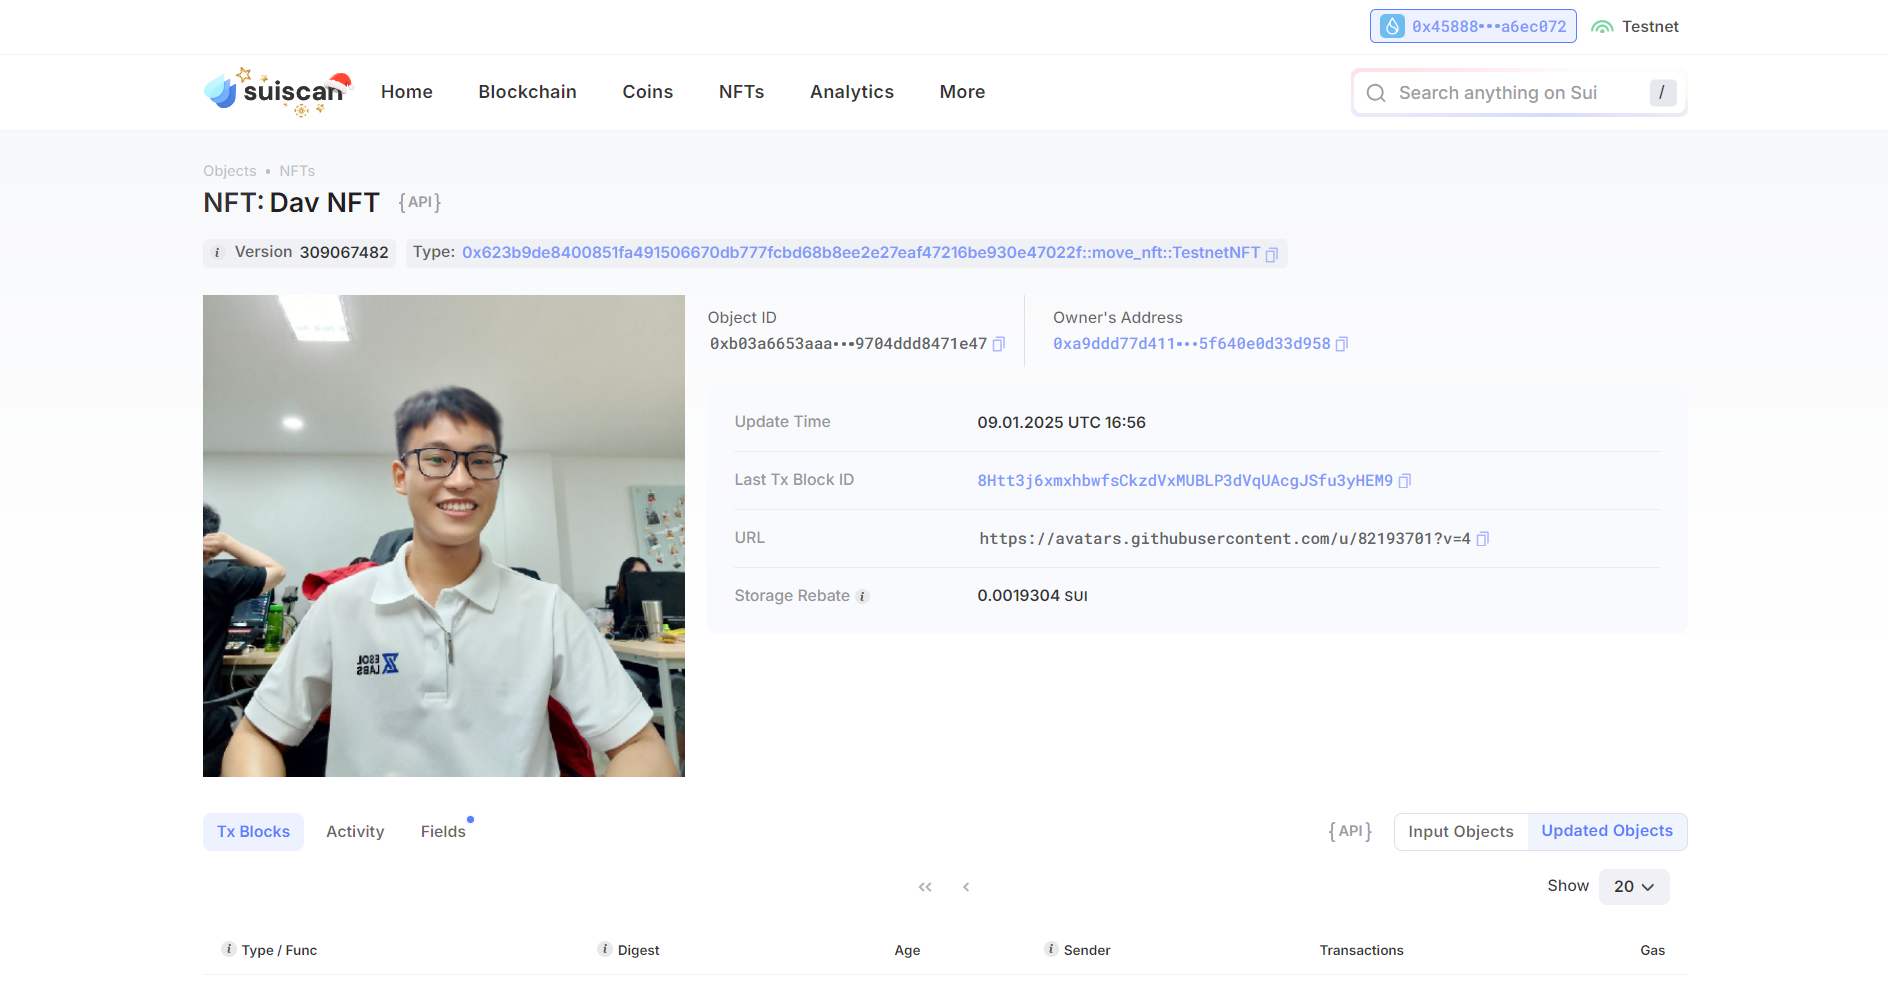 0x45888•••a6ec072 Testnet
suiscan Home Blockchain Coins NFTs Analytics More Search anything on Sui /
Objects • NFTs
NFT: Dav NFT {API}
i Version 309067482 Type: 0x623b9de8400851fa491506670db777fcbd68b8ee2e27eaf47216be930e47022f::move_nft::TestnetNFT
Object ID Owner's Address
0xb03a6653aaa•••9704ddd8471e47 0xa9ddd77d411•••5f640e0d33d958
Update Time 09.01.2025 UTC 16:56
Last Tx Block ID 8Htt3j6xmxhbwfsCkzdVxMUBLP3dVqUAcgJSfu3yHEM9
URL https://avatars.githubusercontent.com/u/82193701?v=4
Storage Rebate i 0.0019304 SUI
ESOL
LABS
Tx Blocks Activity Fields {API} Input Objects Updated Objects
<< < Show 20
i Type / Func i Digest Age i Sender Transactions Gas